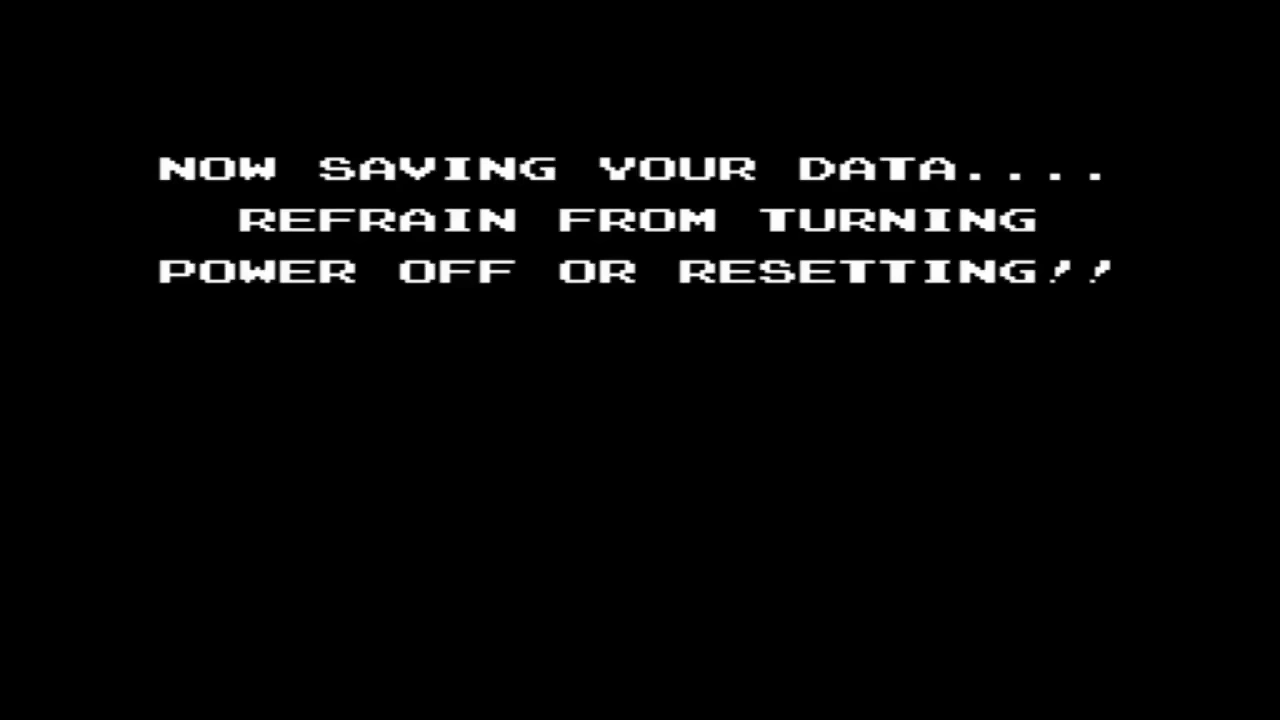 NOW SAVING YOUR DATA....
REFRAIN FROM TURNING
POWER OFF OR RESETTING!!